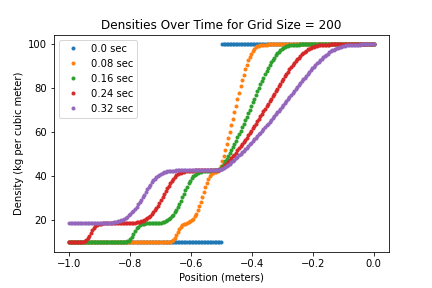 Densities Over Time for Grid Size = 200
Density (kg per cubic meter)
100
80
60
40
20
0.0 sec
0.08 sec
0.16 sec
0.24 sec
0.32 sec
−1.0 −0.8 −0.6 −0.4 −0.2 0.0
Position (meters)